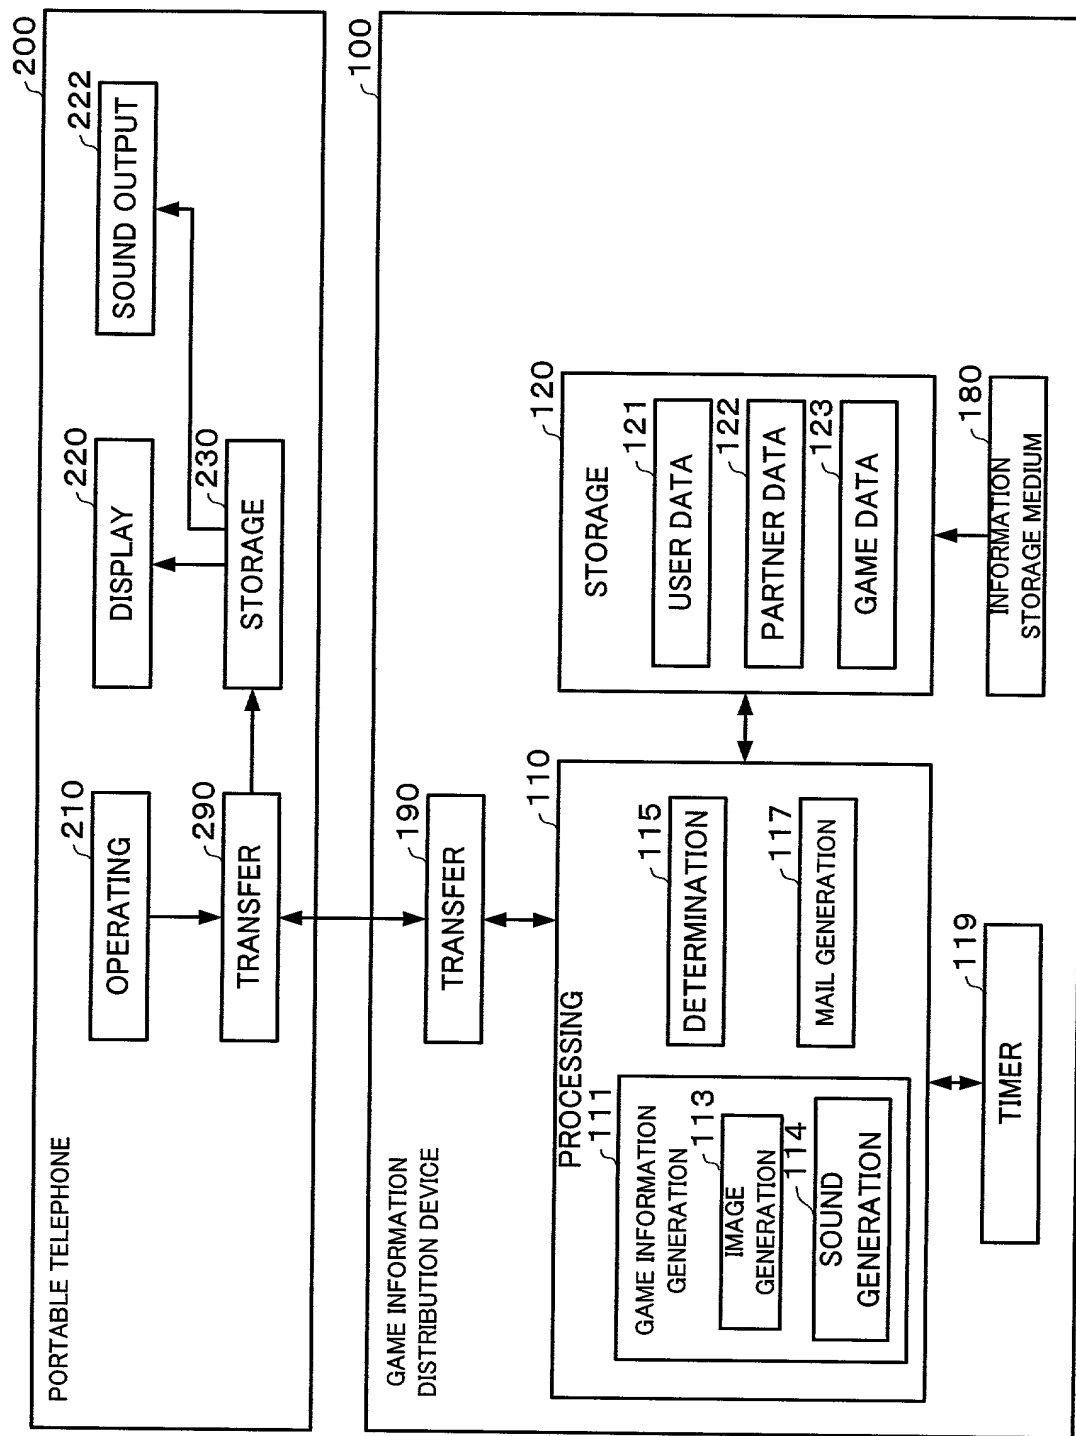 PORTABLE TELEPHONE
200
OPERATING
210
DISPLAY
220
SOUND OUTPUT
222
TRANSFER
290
STORAGE
230
GAME INFORMATION
DISTRIBUTION DEVICE
100
TRANSFER
190
PROCESSING
110
GAME INFORMATION
GENERATION
111
IMAGE
GENERATION
113
SOUND
GENERATION
114
DETERMINATION
115
MAIL GENERATION
117
TIMER
119
STORAGE
120
USER DATA
121
PARTNER DATA
122
GAME DATA
123
INFORMATION
STORAGE MEDIUM
180